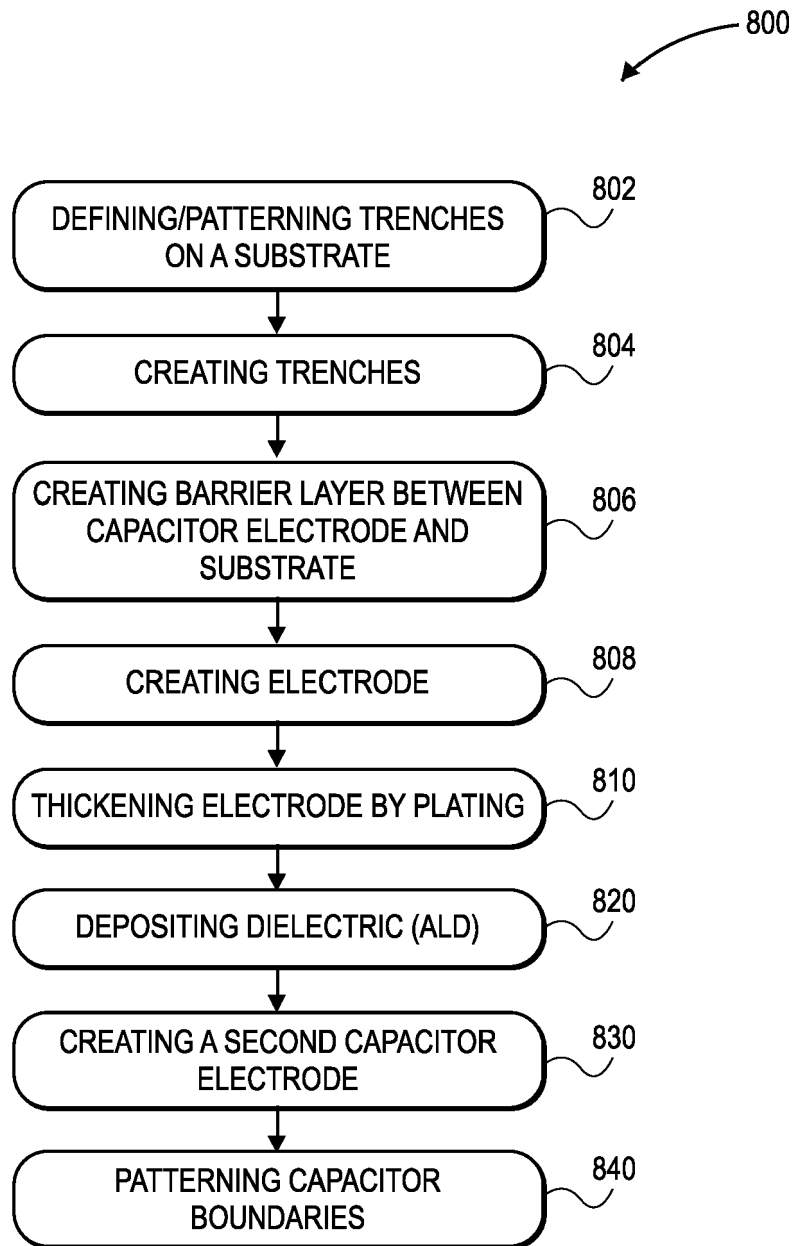 800
802
DEFINING/PATTERNING TRENCHES
ON A SUBSTRATE
804
CREATING TRENCHES
CREATING BARRIER LAYER BETWEEN
806
CAPACITOR ELECTRODE AND
SUBSTRATE
808
CREATING ELECTRODE
810
THICKENING ELECTRODE BY PLATING
820
DEPOSITING DIELECTRIC (ALD)
830
CREATING A SECOND CAPACITOR
ELECTRODE
840
PATTERNING CAPACITOR
BOUNDARIES